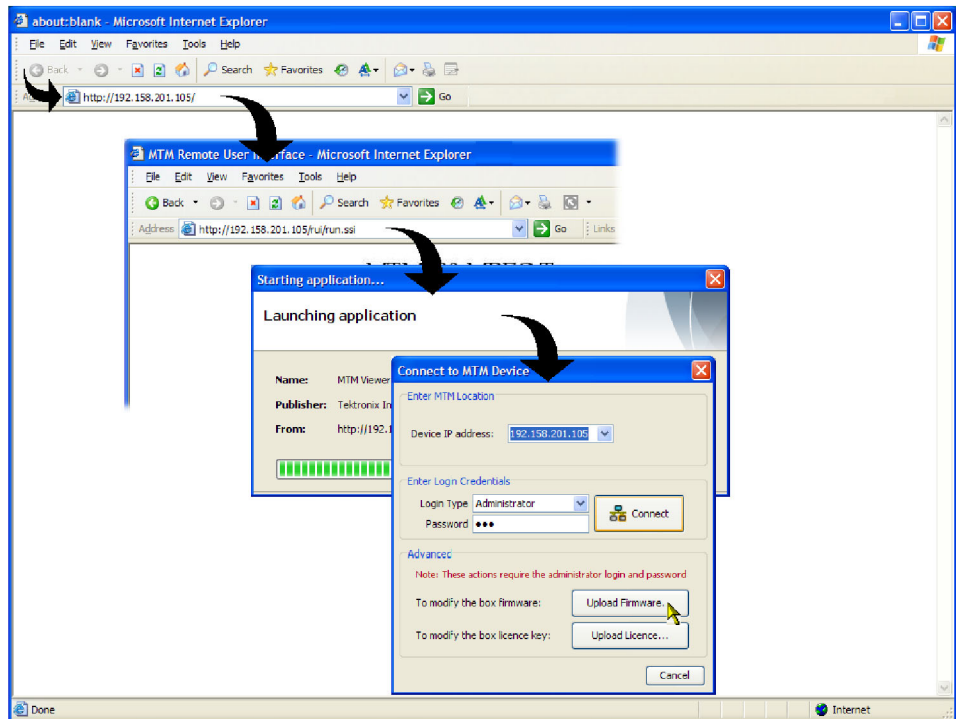 about:blank - Microsoft Internet Explorer
File Edit View Favorites Tools Help
Back Search Favorites
http://192.158.201.105/ Go
MTM Remote User Interface - Microsoft Internet Explorer
File Edit View Favorites Tools Help
Back Search Favorites
Address http://192.158.201.105/rui/run.ssi Go Links
Starting application...
Launching application
Name: MTM Viewer
Publisher: Tektronix In
From: http://192.1
Connect to MTM Device
Enter MTM Location
Device IP address: 192.158.201.105
Enter Login Credentials
Login Type Administrator
Password ●●●
Connect
Advanced
Note: These actions require the administrator login and password
To modify the box firmware: Upload Firmware...
To modify the box licence key: Upload Licence...
Cancel
Done Internet